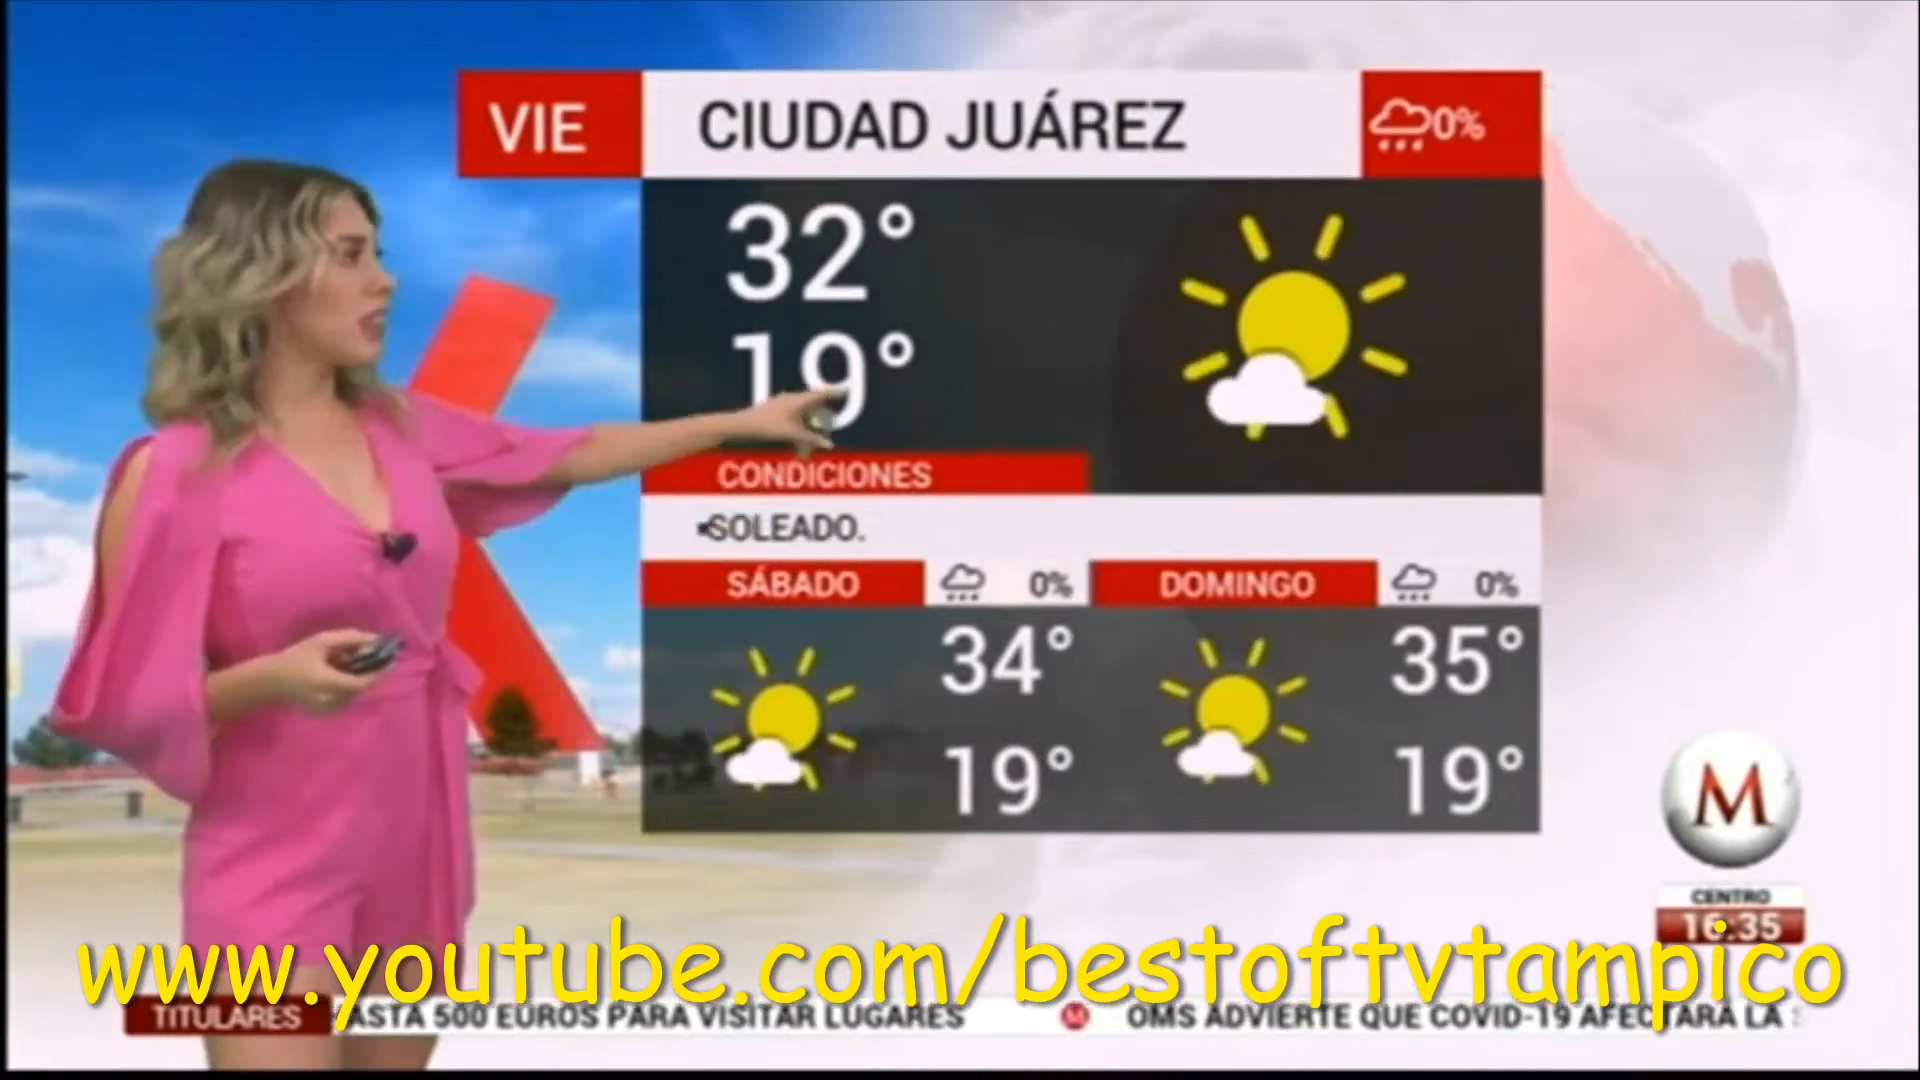 VIE
CIUDAD JUÁREZ
0%
32°
19°
CONDICIONES
SOLEADO.
SÁBADO
0%
DOMINGO
0%
34°
35°
19°
19°
M
CENTRO
16:35
www.youtube.com/bestoftvtampico
TITULARES
ASTA 500 EUROS PARA VISITAR LUGARES
M
OMS ADVIERTE QUE COVID-19 AFECTARÁ LA